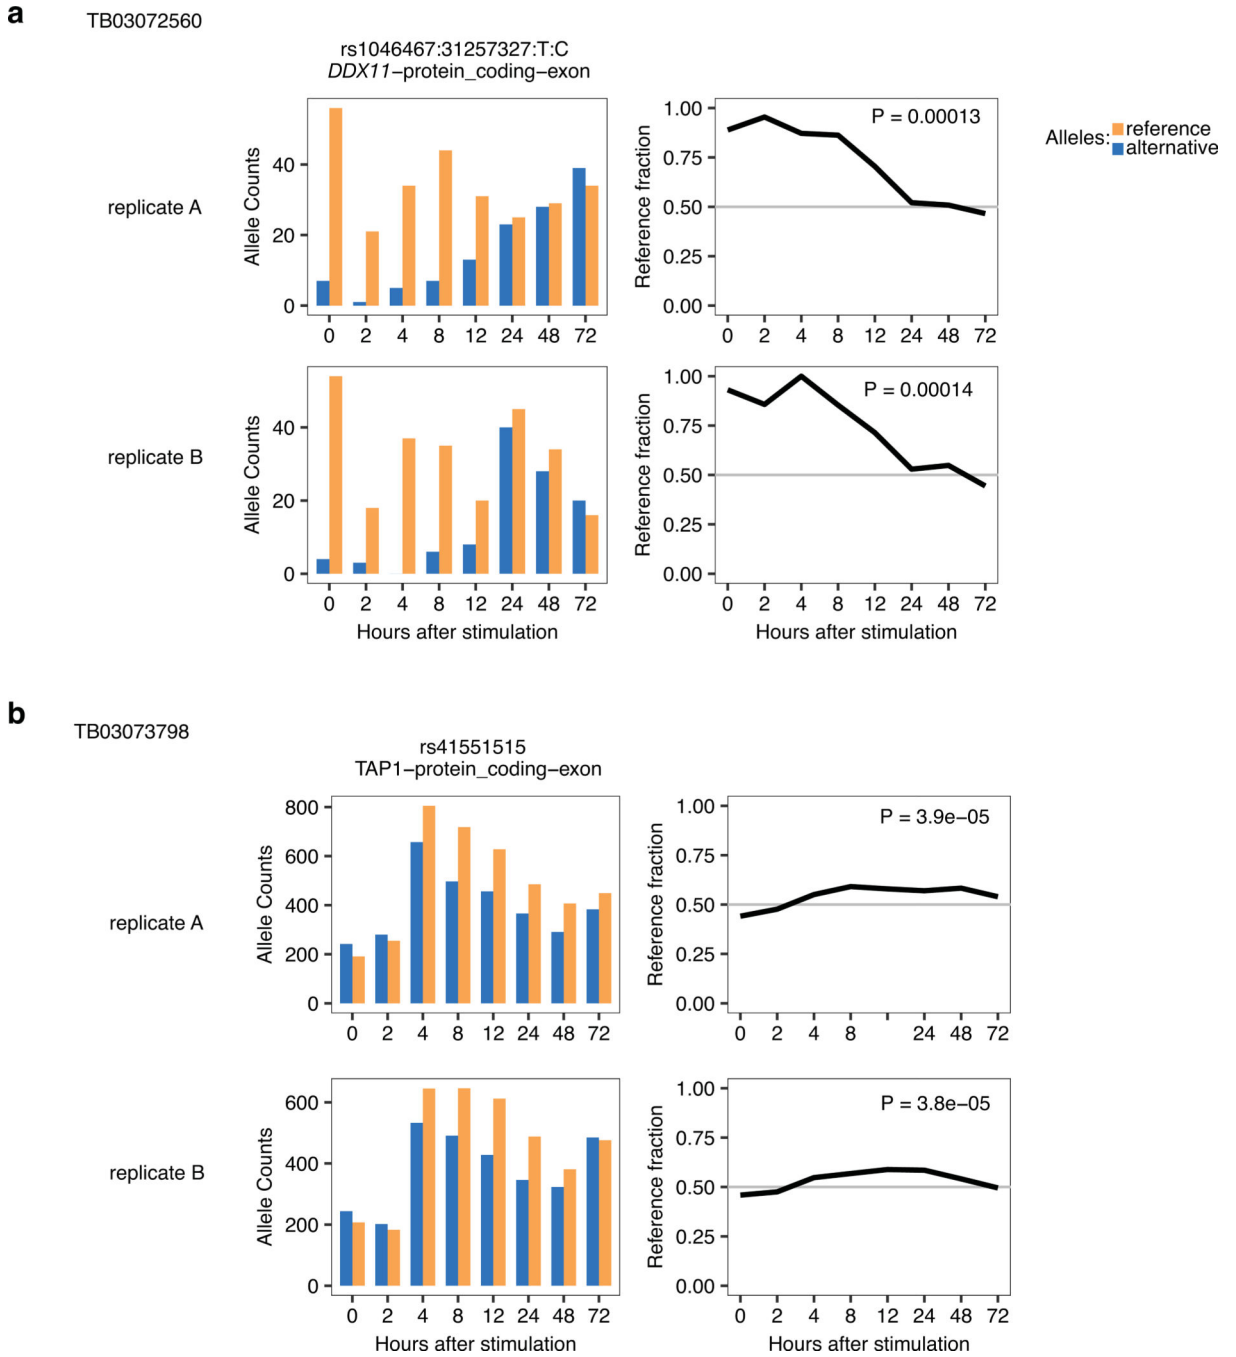 a
TB03072560
rs1046467:31257327:T:C
DDX11−protein_coding−exon
Alleles:
reference
alternative
replicate A
Allele Counts
40
20
0
0 2 4 8 12 24 48 72
Reference fraction
1.00
0.75
0.50
0.25
0.00
P = 0.00013
0 2 4 8 12 24 48 72
replicate B
Allele Counts
40
20
0
0 2 4 8 12 24 48 72
Hours after stimulation
Reference fraction
1.00
0.75
0.50
0.25
0.00
P = 0.00014
0 2 4 8 12 24 48 72
Hours after stimulation
b
TB03073798
rs41551515
TAP1−protein_coding−exon
replicate A
Allele Counts
800
600
400
200
0
0 2 4 8 12 24 48 72
Reference fraction
1.00
0.75
0.50
0.25
0.00
P = 3.9e−05
0 2 4 8 24 48 72
replicate B
Allele Counts
600
400
200
0
0 2 4 8 12 24 48 72
Hours after stimulation
Reference fraction
1.00
0.75
0.50
0.25
0.00
P = 3.8e−05
0 2 4 8 12 24 48 72
Hours after stimulation